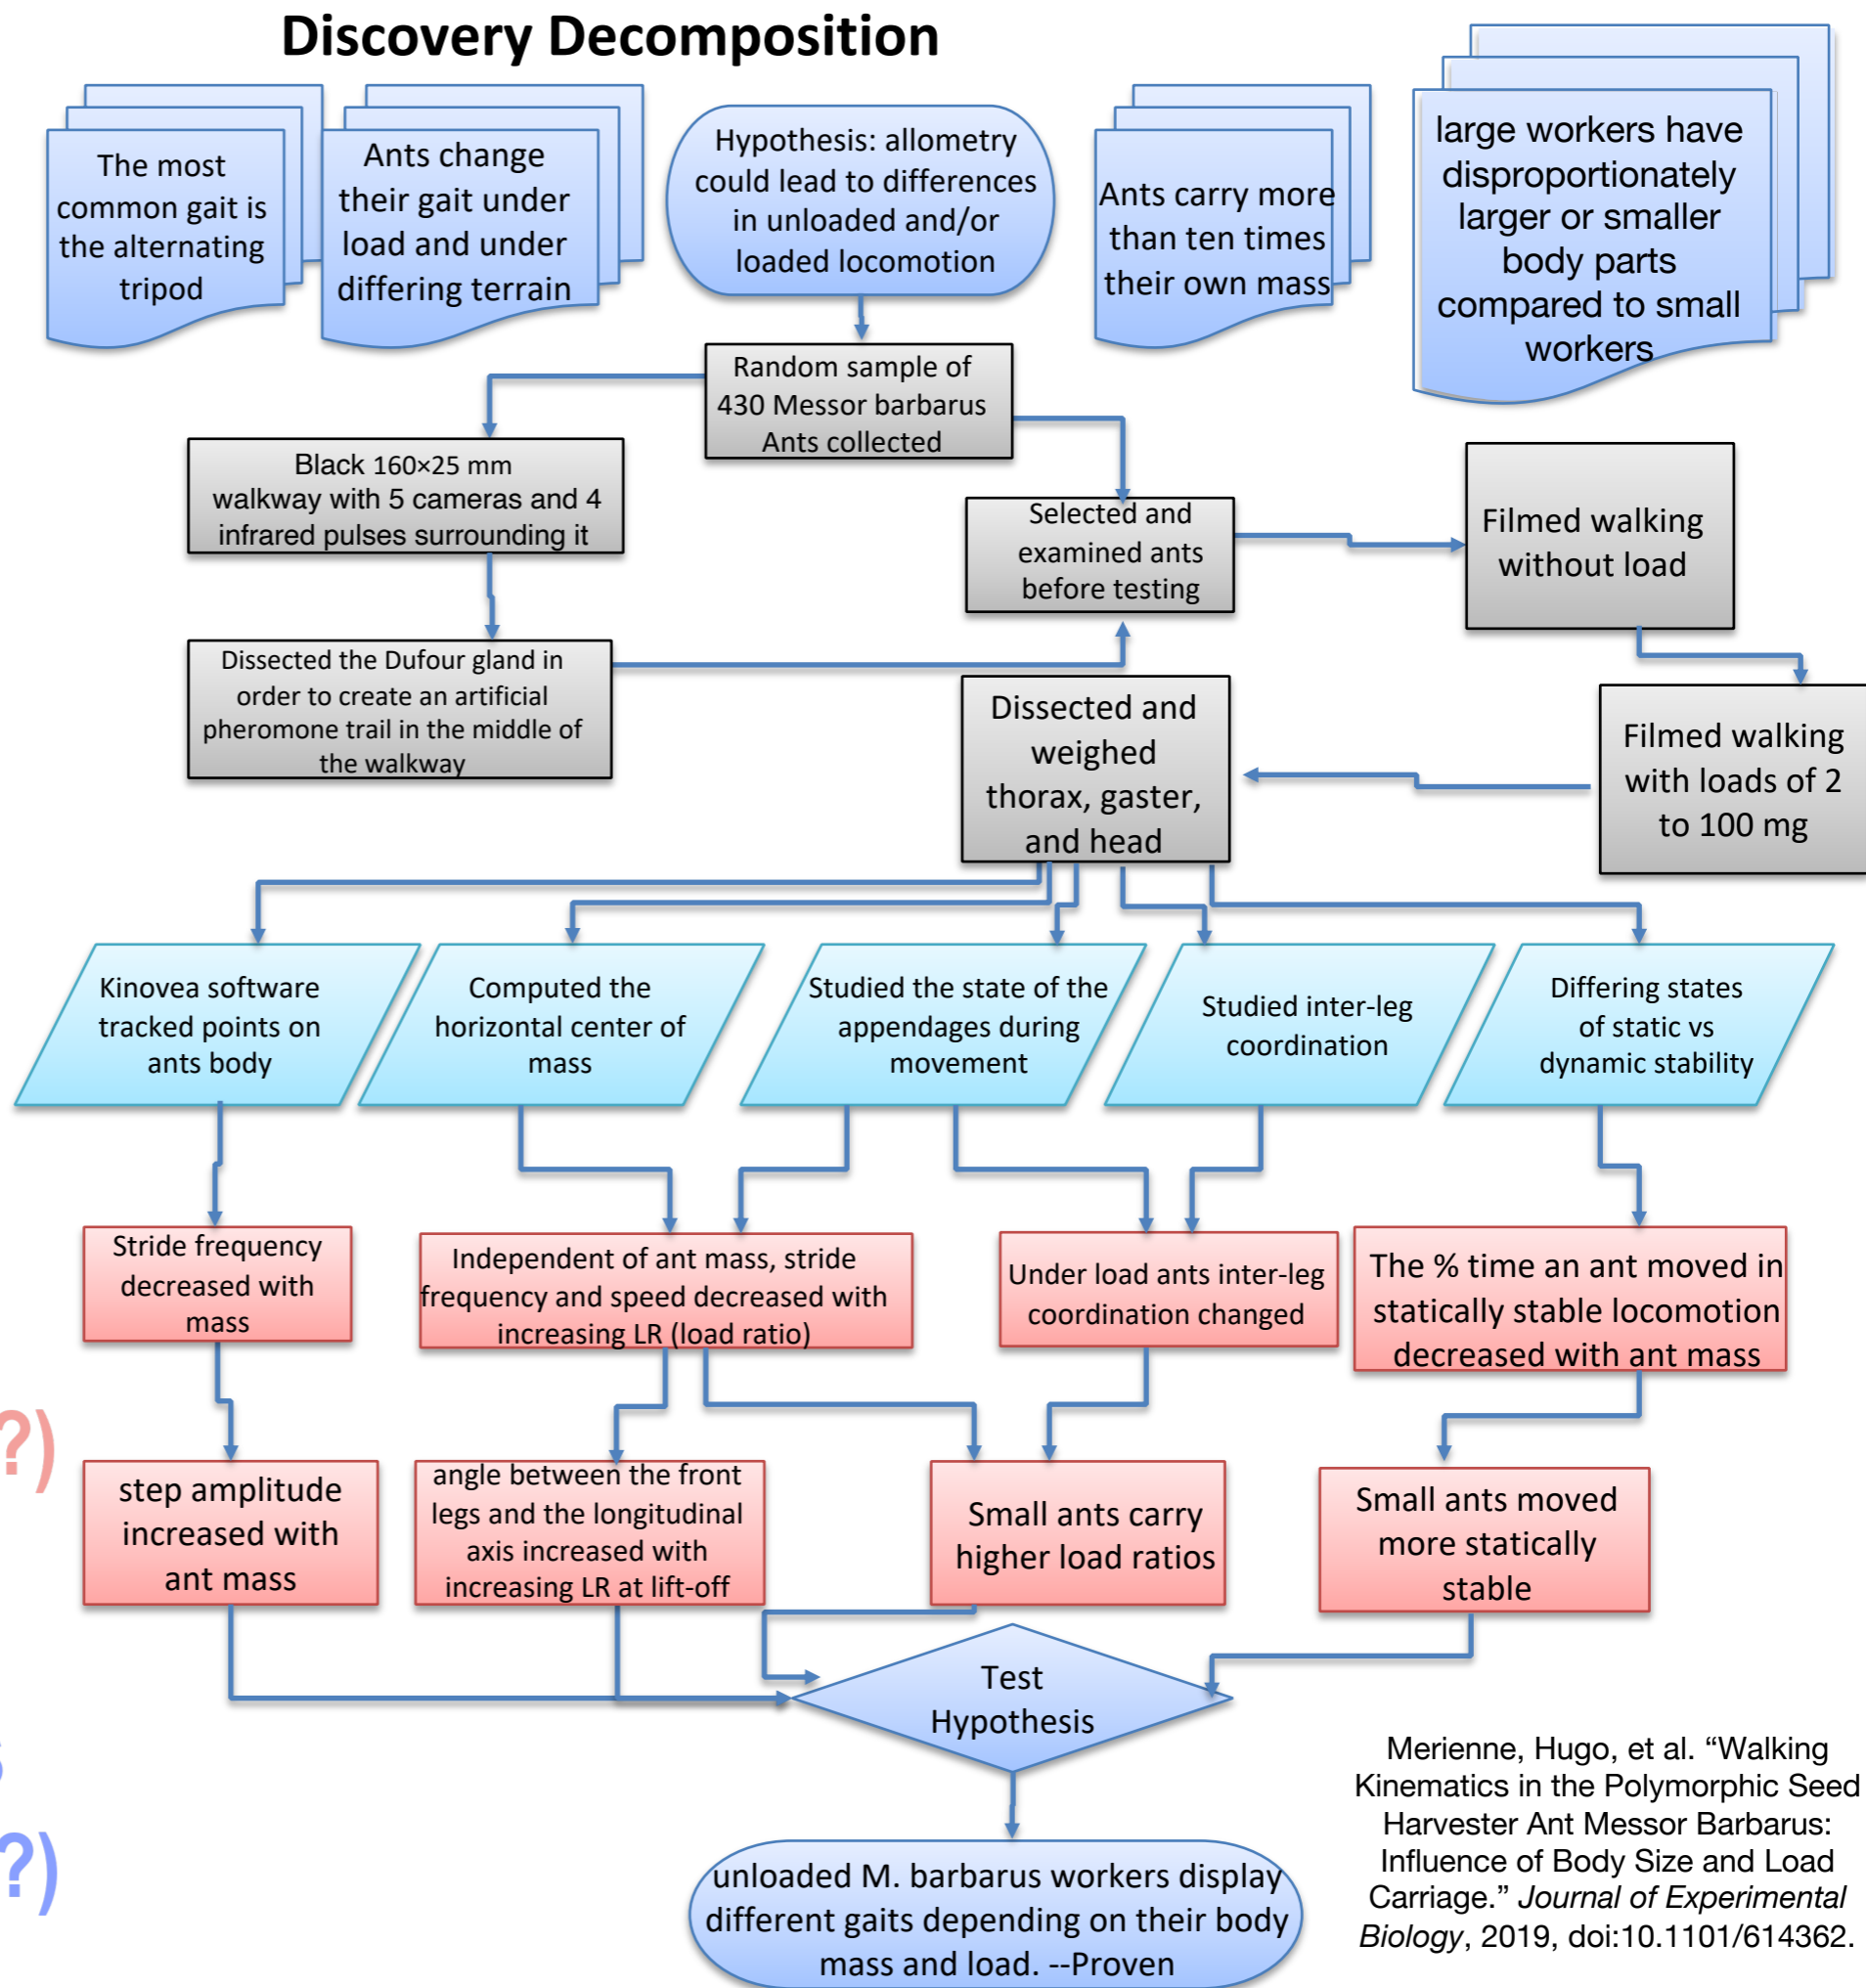 Discovery Decomposition
The most
common gait is
the alternating
tripod
Ants change
their gait under
load and under
differing terrain
Hypothesis: allometry
could lead to differences
in unloaded and/or
loaded locomotion
Ants carry more
than ten times
their own mass
large workers have
disproportionately
larger or smaller
body parts
compared to small
workers
Random sample of
430 Messor barbarus
Ants collected
Black 160×25 mm
walkway with 5 cameras and 4
infrared pulses surrounding it
Selected and
examined ants
before testing
Filmed walking
without load
Dissected the Dufour gland in
order to create an artificial
pheromone trail in the middle of
the walkway
Dissected and
weighed
thorax, gaster,
and head
Filmed walking
with loads of 2
to 100 mg
Kinovea software
tracked points on
ants body
Computed the
horizontal center of
mass
Studied the state of the
appendages during
movement
Studied inter-leg
coordination
Differing states
of static vs
dynamic stability
Stride frequency
decreased with
mass
Independent of ant mass, stride
frequency and speed decreased with
increasing LR (load ratio)
Under load ants inter-leg
coordination changed
The % time an ant moved in
statically stable locomotion
decreased with ant mass
?)
step amplitude
increased with
ant mass
angle between the front
legs and the longitudinal
axis increased with
increasing LR at lift-off
Small ants carry
higher load ratios
Small ants moved
more statically
stable
Test
Hypothesis
s
?)
unloaded M. barbarus workers display
different gaits depending on their body
mass and load. --Proven
Merienne, Hugo, et al. “Walking
Kinematics in the Polymorphic Seed
Harvester Ant Messor Barbarus:
Influence of Body Size and Load
Carriage.” Journal of Experimental
Biology, 2019, doi:10.1101/614362.